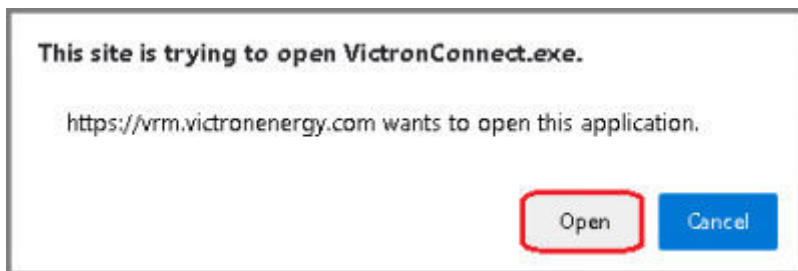 This site is trying to open VictronConnect.exe.
https://vrm.victronenergy.com wants to open this application.
Open
Cancel